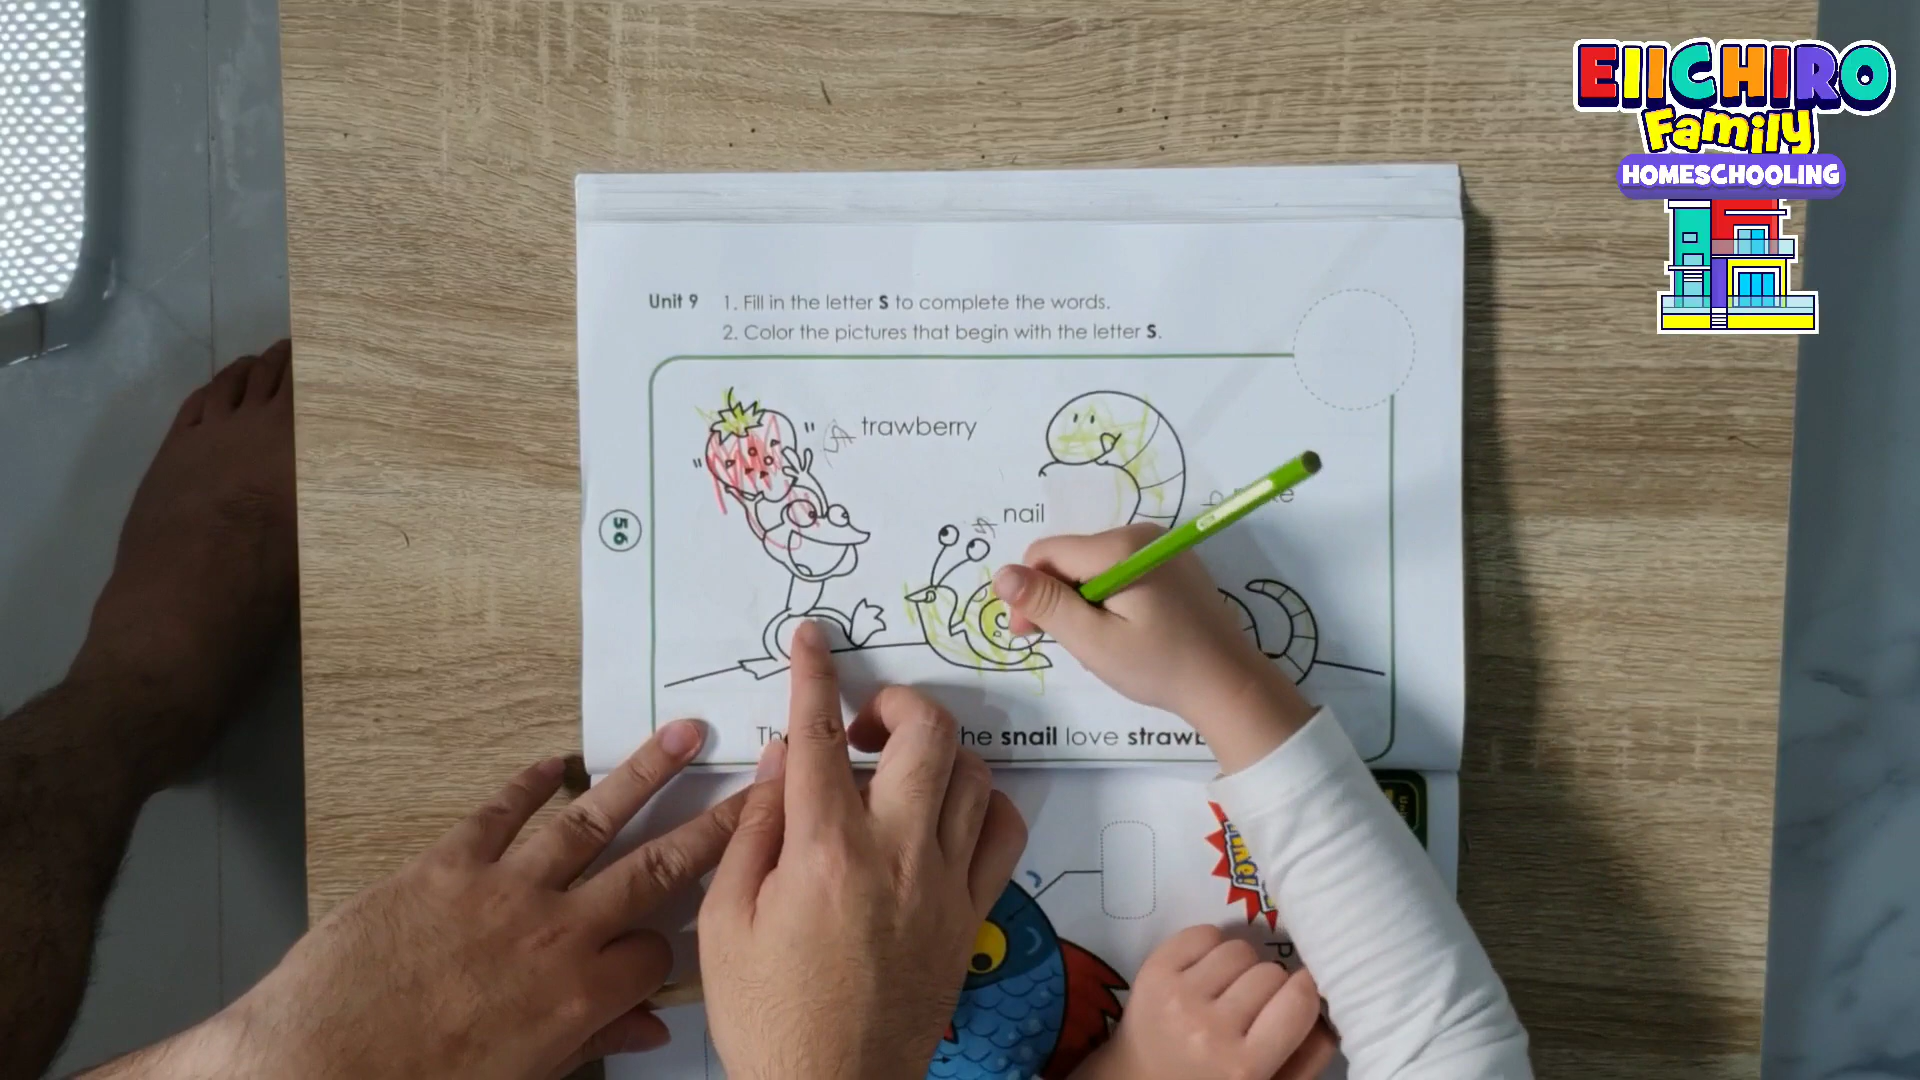 EIICHIRO
Family
HOMESCHOOLING
Unit 9 1. Fill in the letter S to complete the words.
2. Color the pictures that begin with the letter S.
trawberry
nail
56
the snail love